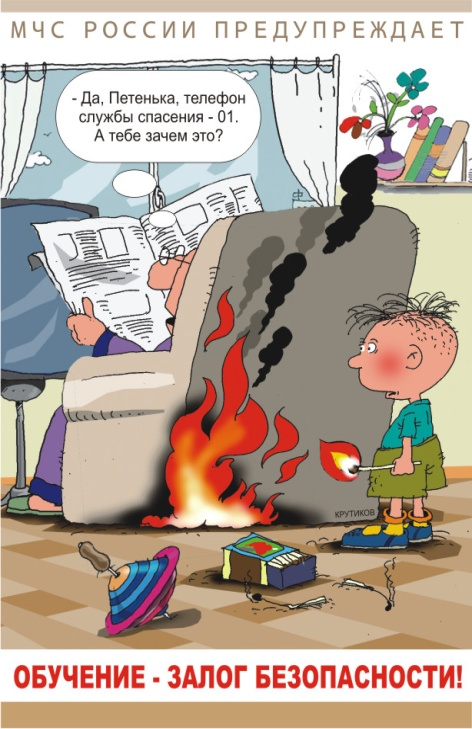 МЧС РОССИИ ПРЕДУПРЕЖДАЕТ
- Да, Петенька, телефон
службы спасения - 01.
А тебе зачем это?
КРУТИКОВ
ОБУЧЕНИЕ - ЗАЛОГ БЕЗОПАСНОСТИ!